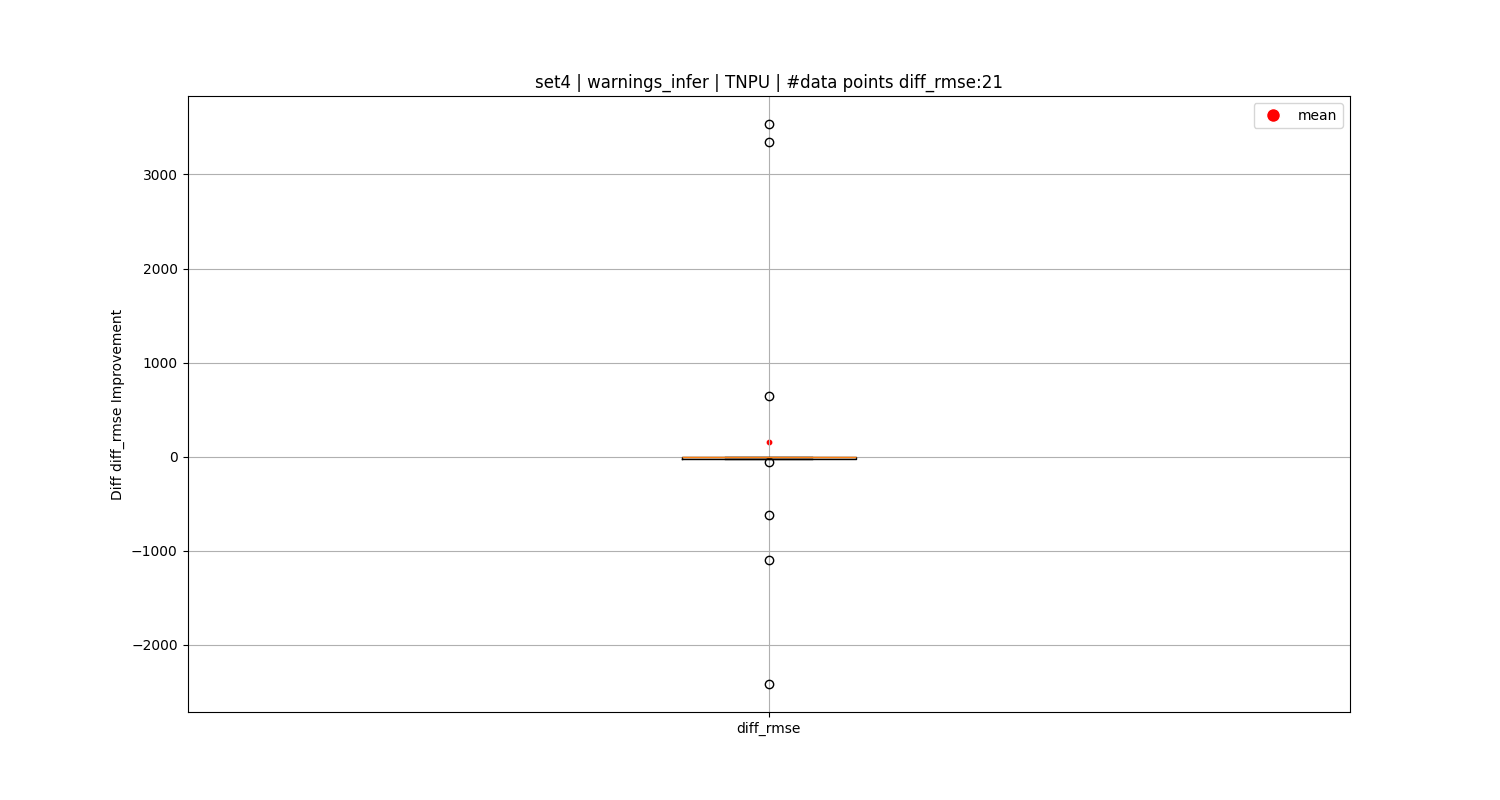 set4 | warnings_infer | TNPU | #data points diff_rmse:21
mean
3000
2000
1000
0
−1000
−2000
Diff diff_rmse Improvement
diff_rmse